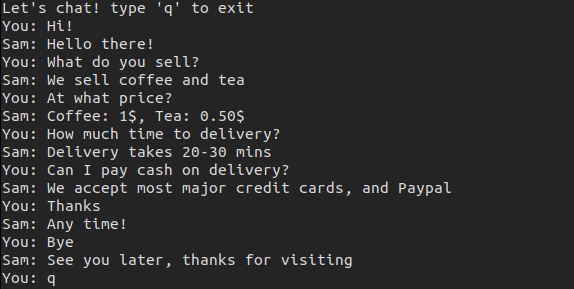 Let's chat! type 'q' to exit
You: Hi!
Sam: Hello there!
You: What do you sell?
Sam: We sell coffee and tea
You: At what price?
Sam: Coffee: 1$, Tea: 0.50$
You: How much time to delivery?
Sam: Delivery takes 20-30 mins
You: Can I pay cash on delivery?
Sam: We accept most major credit cards, and Paypal
You: Thanks
Sam: Any time!
You: Bye
Sam: See you later, thanks for visiting
You: q